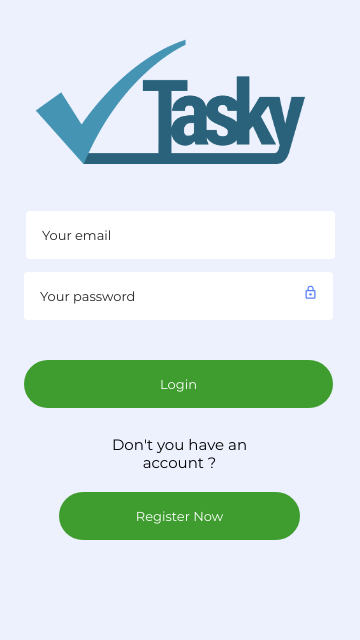 Tasky
Your email
Your password
Login
Don't you have an
account ?
Register Now